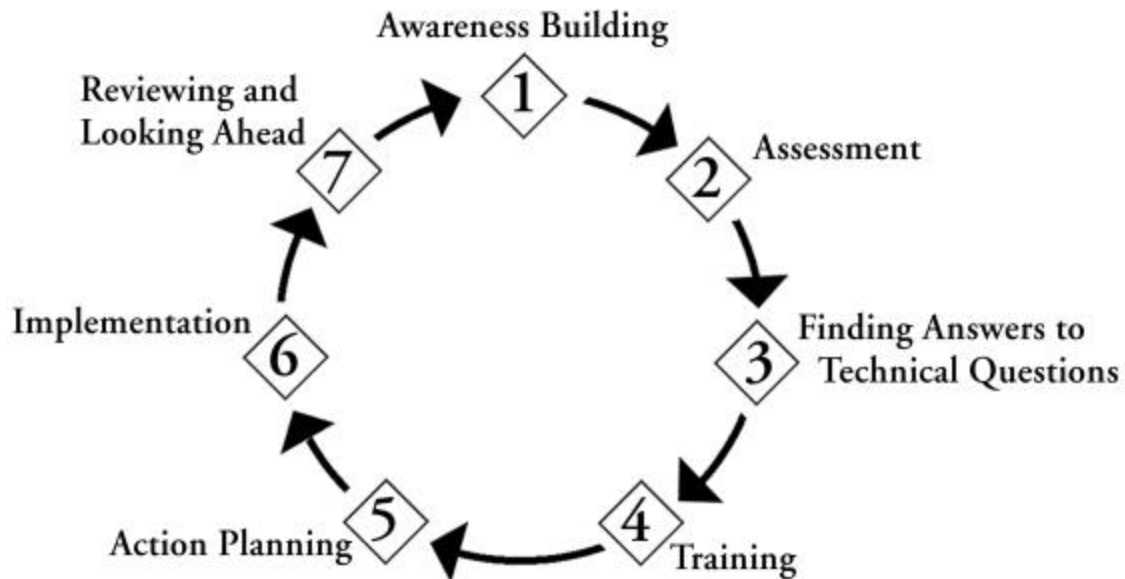 Awareness Building
1
Assessment
2
Finding Answers to
Technical Questions
3
Training
4
Action Planning
5
Implementation
6
Reviewing and
Looking Ahead
7